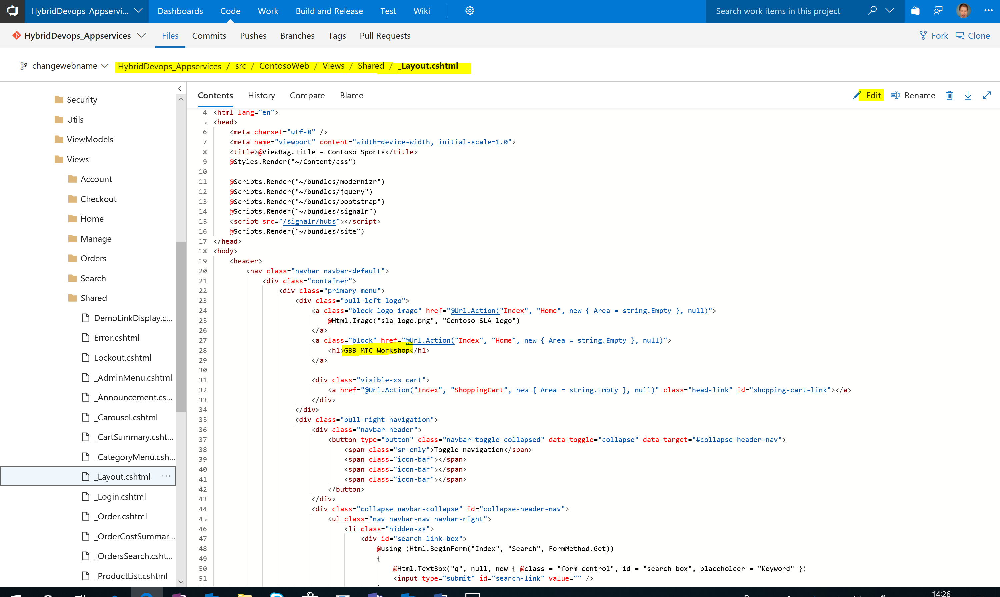 HybridDevops_Appservi... Dashboards Code Work Build and Release Test Wiki Search work items in this project
HybridDevops_Appservices Files Commits Pushes Branches Tags Pull Requests Fork Clone
changewebname HybridDevops_Appservices / src / ContosoWeb / Views / Shared / _Layout.cshtml
Contents History Compare Blame Edit Rename
Security
Utils
ViewModels
Views
Account
Checkout
Home
Manage
Orders
Search
Shared
DemoLinkDisplay.c...
Error.cshtml
Lockout.cshtml
_AdminMenu.cshtml
_Announcement.cs...
_Carousel.cshtml
_CartSummary.csht...
_CategoryMenu.csh...
_Layout.cshtml ...
_Login.cshtml
_Order.cshtml
_OrderCostSummar...
_OrdersSearch.csht...
_ProductList.cshtml
4 <html lang="en">
5 <head>
6 <meta charset="utf-8" />
7 <meta name="viewport" content="width=device-width, initial-scale=1.0">
8 <title>@ViewBag.Title – Contoso Sports</title>
9 @Styles.Render("~/Content/css")
10
11 @Scripts.Render("~/bundles/modernizr")
12 @Scripts.Render("~/bundles/jquery")
13 @Scripts.Render("~/bundles/bootstrap")
14 @Scripts.Render("~/bundles/signalr")
15 <script src="/signalr/hubs"></script>
16 @Scripts.Render("~/bundles/site")
17 </head>
18 <body>
19 <header>
20 <nav class="navbar navbar-default">
21 <div class="container">
22 <div class="primary-menu">
23 <div class="pull-left logo">
24 <a class="block logo-image" href="@Url.Action("Index", "Home", new { Area = string.Empty }, null)">
25 @Html.Image("sla_logo.png", "Contoso SLA logo")
26 </a>
27 <a class="block" href="@Url.Action("Index", "Home", new { Area = string.Empty }, null)">
28 <h1>GBB MTC Workshop</h1>
29 </a>
30
31 <div class="visible-xs cart">
32 <a href="@Url.Action("Index", "ShoppingCart", new { Area = string.Empty }, null)" class="head-link" id="shopping-cart-link"></a>
33 </div>
34 </div>
35 <div class="pull-right navigation">
36 <div class="navbar-header">
37 <button type="button" class="navbar-toggle collapsed" data-toggle="collapse" data-target="#collapse-header-nav">
38 <span class="sr-only">Toggle navigation</span>
39 <span class="icon-bar"></span>
40 <span class="icon-bar"></span>
41 <span class="icon-bar"></span>
42 </button>
43 </div>
44 <div class="collapse navbar-collapse" id="collapse-header-nav">
45 <ul class="nav navbar-nav navbar-right">
46 <li class="hidden-xs">
47 <div id="search-link-box">
48 @using (Html.BeginForm("Index", "Search", FormMethod.Get))
49 {
50 @Html.TextBox("q", null, new { @class = "form-control", id = "search-box", placeholder = "Keyword" })
51 <input type="submit" id="search-link" value="" />
14:26